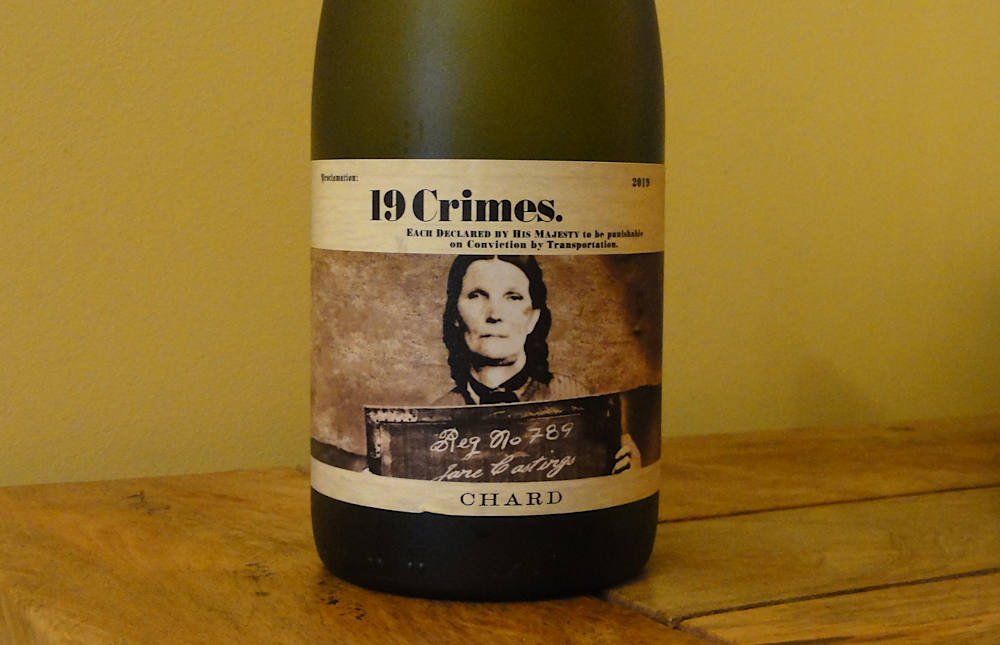 Proclamation:
2019
19 Crimes.
EACH DECLARED BY HIS MAJESTY to be punishable
on Conviction by Transportation.
Reg No 789
Jane Castings
CHARD